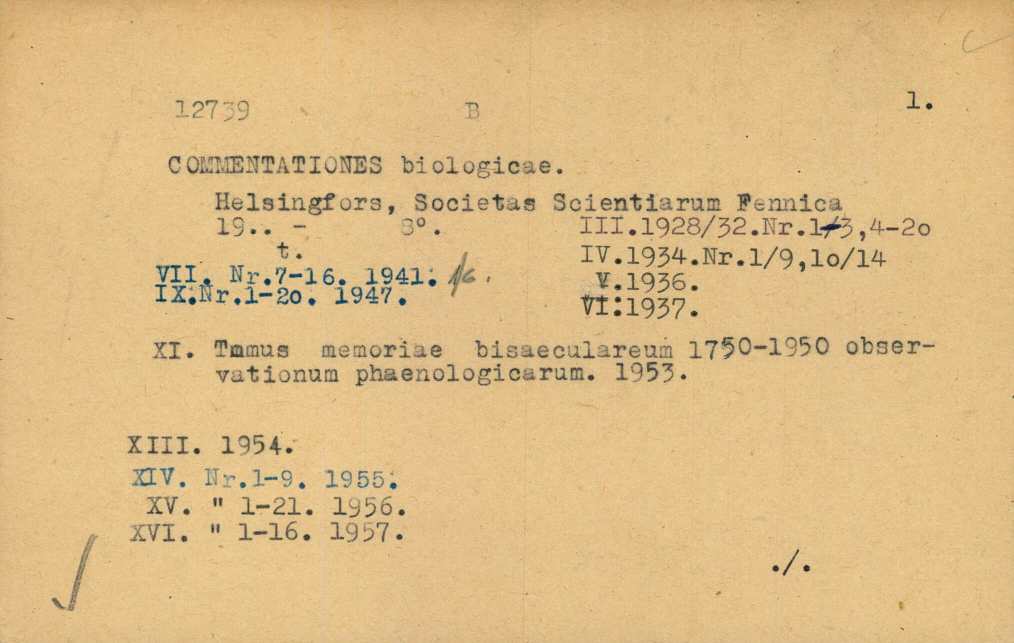 12739 B 1.
COMMENTATIONES biologicae.
Helsingfors, Societas Scientiarum Fennica
19.. - 8°. III.1928/32.Nr.1/3,4-2o
t. IV.1934.Nr.1/9,1o/14
VII. Nr.7-16. 1941. V.1936.
IX.Nr.1-2o. 1947. VI:1937.
XI. Tomus memoriae bisaeculareum 1750-1950 obser-
vationum phaenologicarum. 1953.
XIII. 1954.
XIV. Nr.1-9. 1955.
XV. " 1-21. 1956.
XVI. " 1-16. 1957.
./.